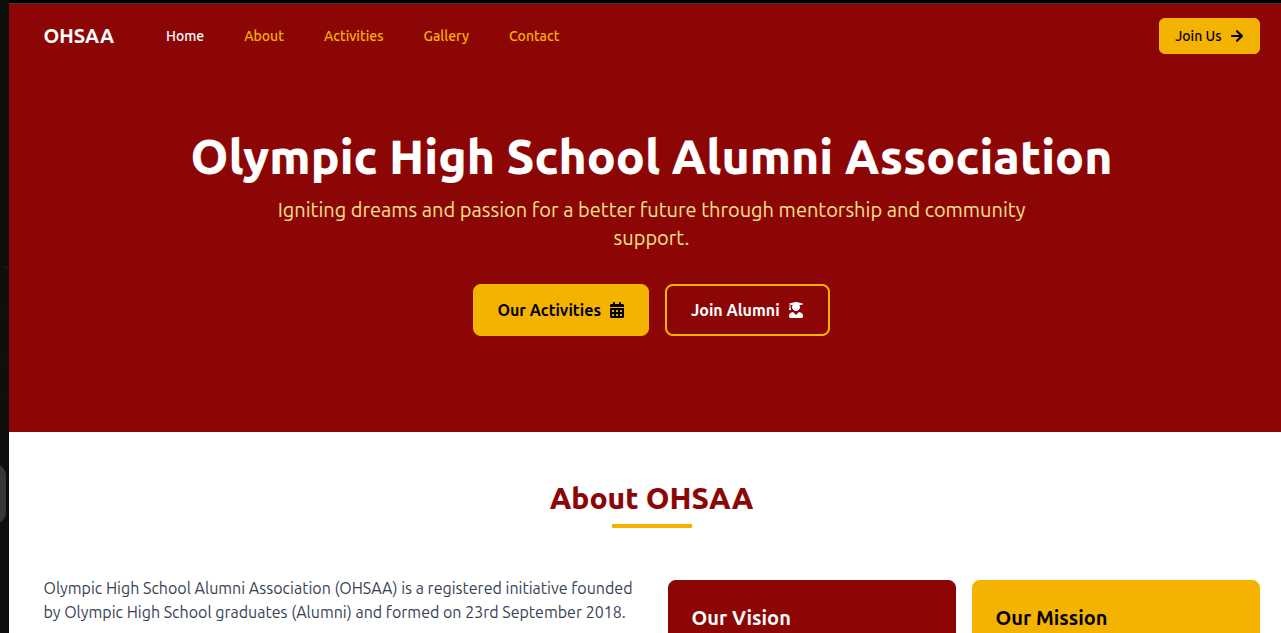 OHSAA Home About Activities Gallery Contact Join Us
Olympic High School Alumni Association
Igniting dreams and passion for a better future through mentorship and community
support.
Our Activities Join Alumni
About OHSAA
Olympic High School Alumni Association (OHSAA) is a registered initiative founded
by Olympic High School graduates (Alumni) and formed on 23rd September 2018.
Our Vision
Our Mission